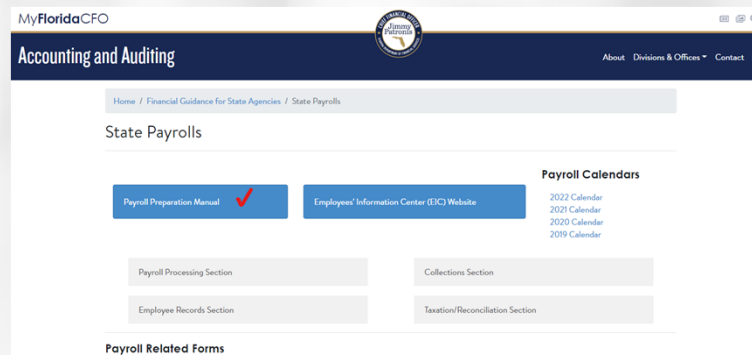 MyFloridaCFO
Jimmy
Patronis
Accounting and Auditing
About Divisions & Offices Contact
Home / Financial Guidance for State Agencies / State Payrolls
State Payrolls
Payroll Preparation Manual
Employees' Information Center (EIC) Website
Payroll Calendars
2022 Calendar
2021 Calendar
2020 Calendar
2019 Calendar
Payroll Processing Section
Collections Section
Employee Records Section
Taxation/Reconciliation Section
Payroll Related Forms